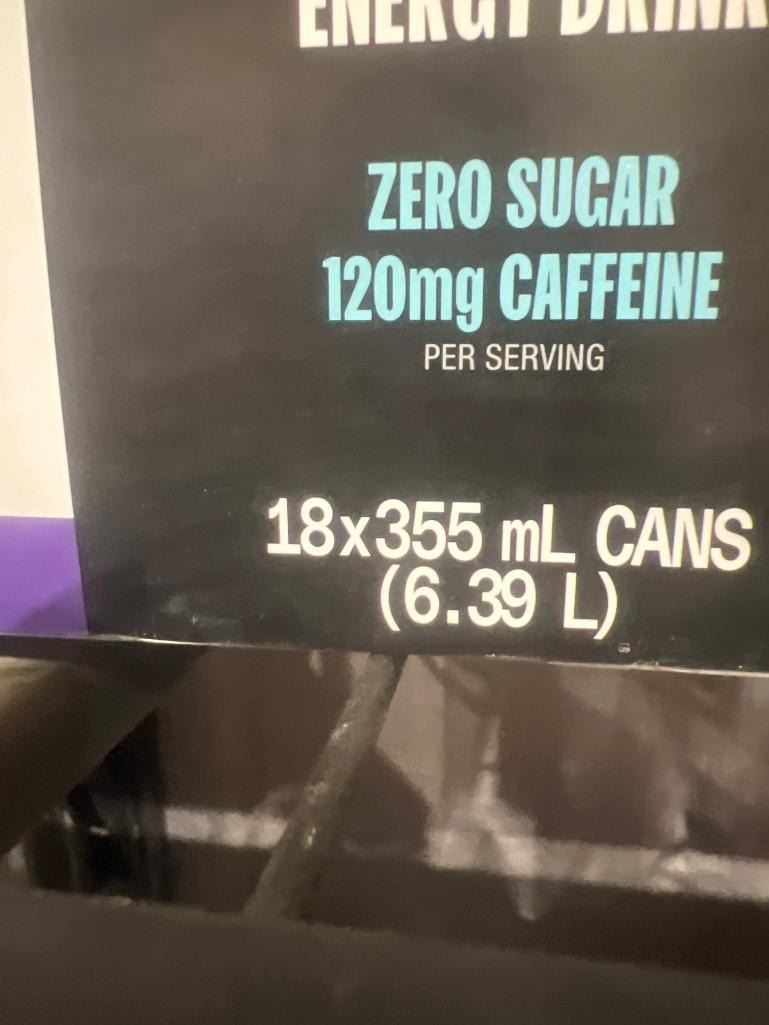 ENERGY DRINK
ZERO SUGAR
120mg CAFFEINE
PER SERVING
18x355 mL CANS
(6.39 L)